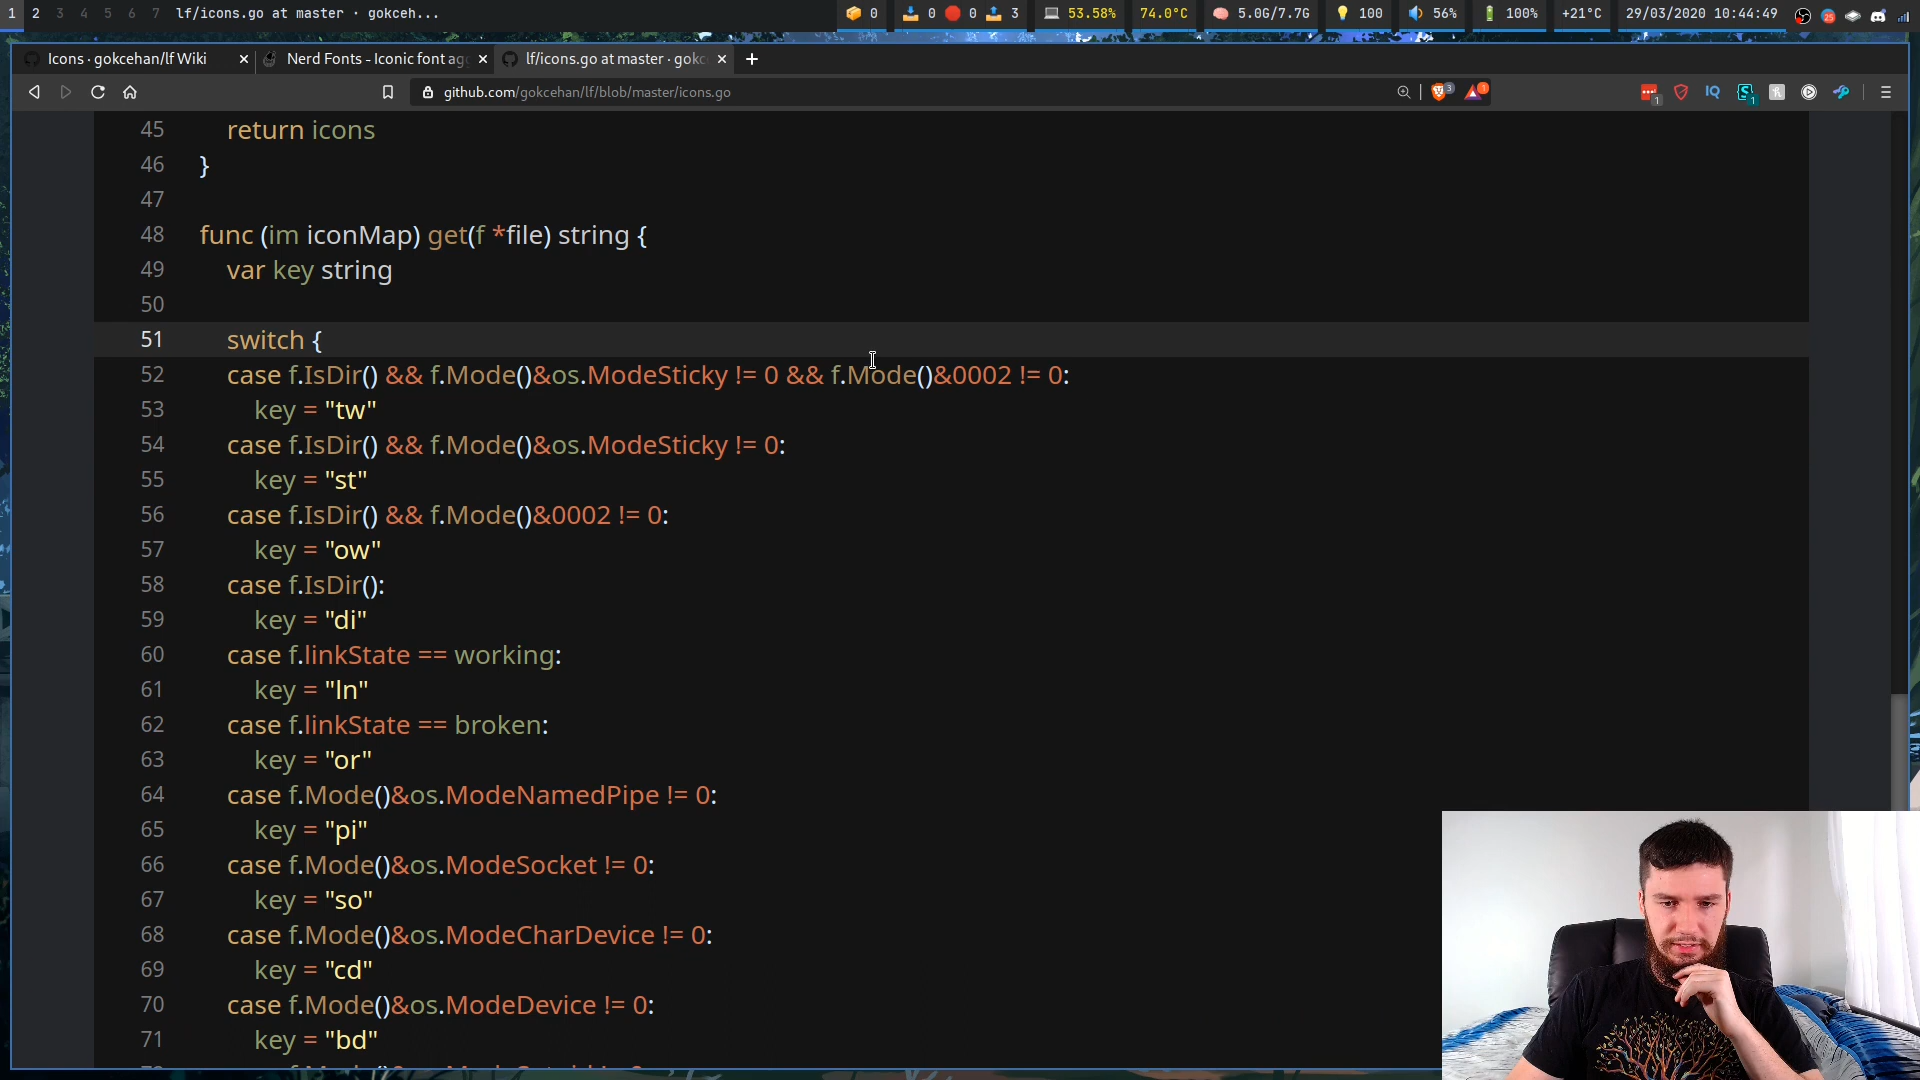 1 2 3 4 5 6 7 lf/icons.go at master · gokceh... 0 0 0 3 53.58% 74.0°C 5.0G/7.7G 100 56% 100% +21°C 29/03/2020 10:44:49
Icons · gokcehan/lf Wiki Nerd Fonts - Iconic font agg lf/icons.go at master · gokc
github.com/gokcehan/lf/blob/master/icons.go
45 return icons
46 }
47
48 func (im iconMap) get(f *file) string {
49 var key string
50
51 switch {
52 case f.IsDir() && f.Mode()&os.ModeSticky != 0 && f.Mode()&0002 != 0:
53 key = "tw"
54 case f.IsDir() && f.Mode()&os.ModeSticky != 0:
55 key = "st"
56 case f.IsDir() && f.Mode()&0002 != 0:
57 key = "ow"
58 case f.IsDir():
59 key = "di"
60 case f.linkState == working:
61 key = "ln"
62 case f.linkState == broken:
63 key = "or"
64 case f.Mode()&os.ModeNamedPipe != 0:
65 key = "pi"
66 case f.Mode()&os.ModeSocket != 0:
67 key = "so"
68 case f.Mode()&os.ModeCharDevice != 0:
69 key = "cd"
70 case f.Mode()&os.ModeDevice != 0:
71 key = "bd"